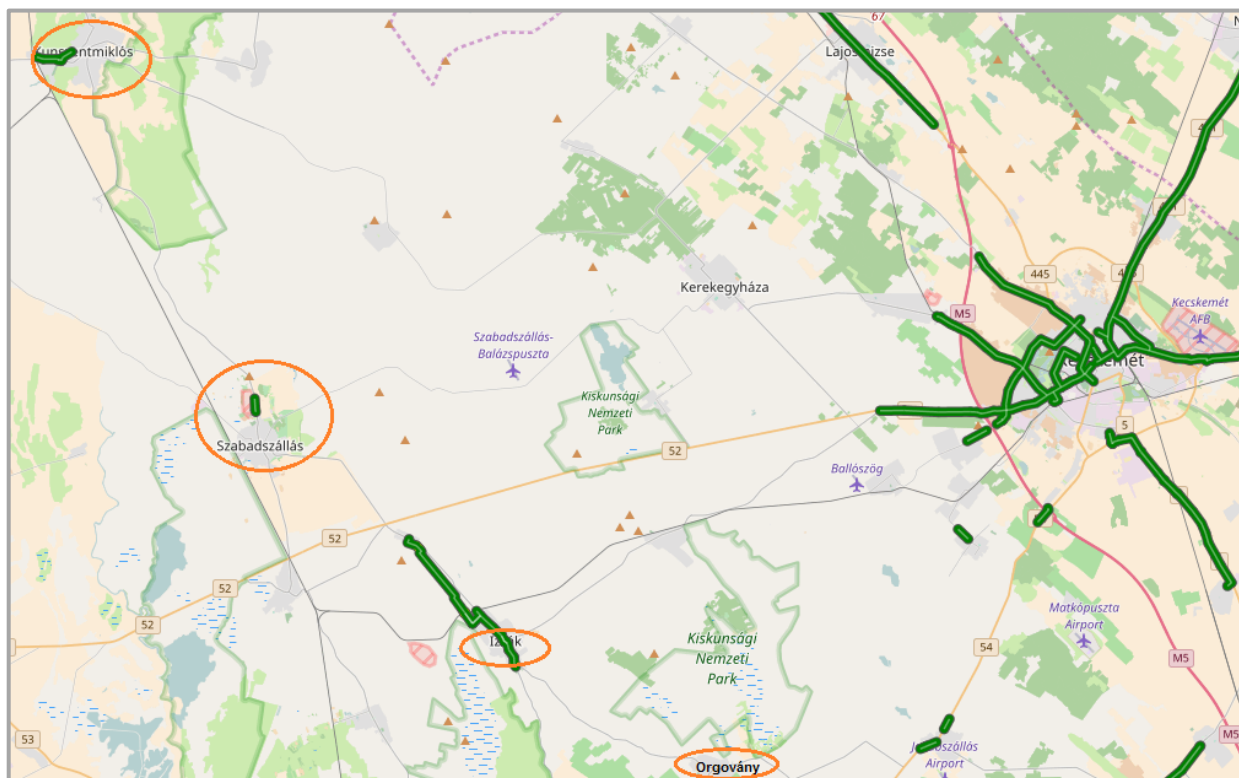 67
Lajosmizse
445
M5
Kecskemét
AFB
Kerekegyháza
Szabadszállás-
Balázspuszta
Kiskunsági
Nemzeti
Park
Szabadszállás
52
5
Ballószög
52
52
52
Matkópuszta
Airport
Kiskunsági
Nemzeti
Park
54
M5
53
M5
Airport
Orgovány